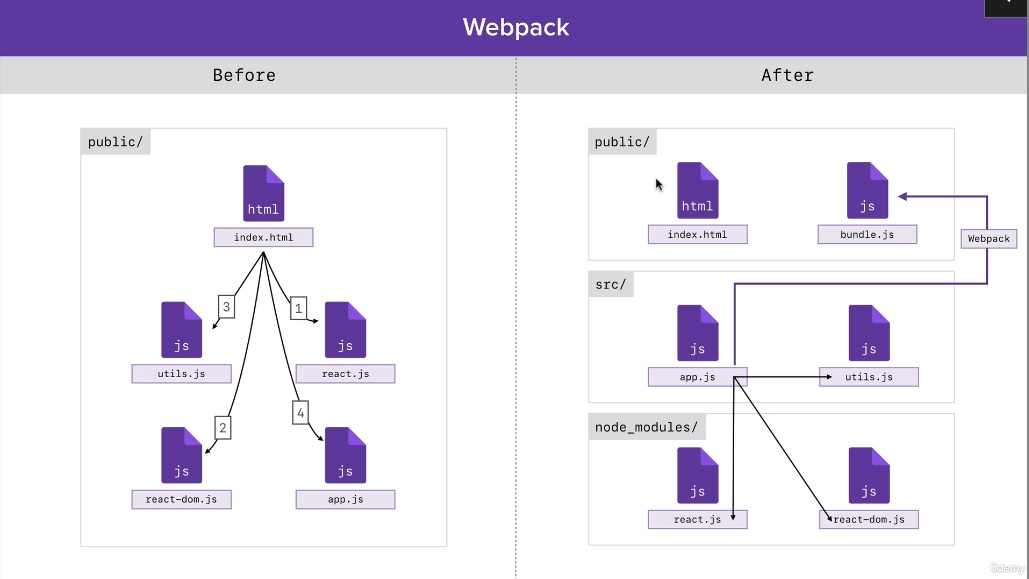 Webpack
Before
After
public/
html
index.html
3
1
js
utils.js
js
react.js
2
4
js
react-dom.js
js
app.js
public/
html
index.html
js
bundle.js
Webpack
src/
js
app.js
js
utils.js
node_modules/
js
react.js
js
react-dom.js
ûdemy